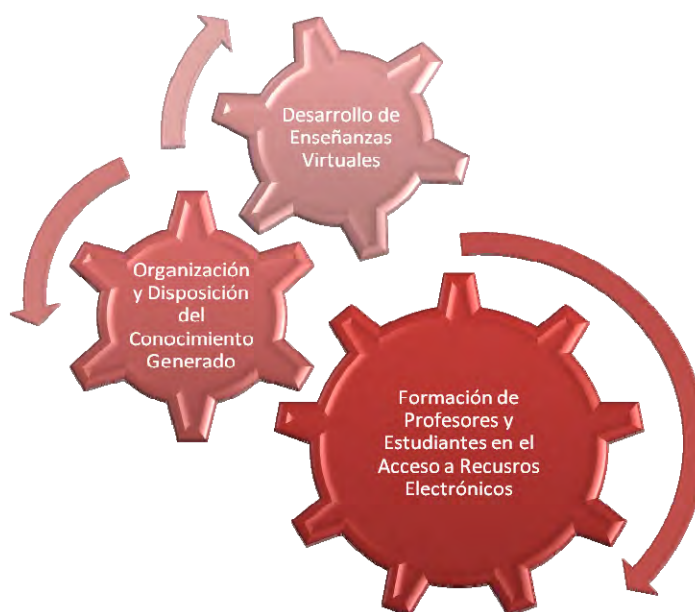 Desarrollo de
Enseñanzas
Virtuales
Organización
y Disposición
del
Conocimiento
Generado
Formación de
Profesores y
Estudiantes en el
Acceso a Recusros
Electrónicos